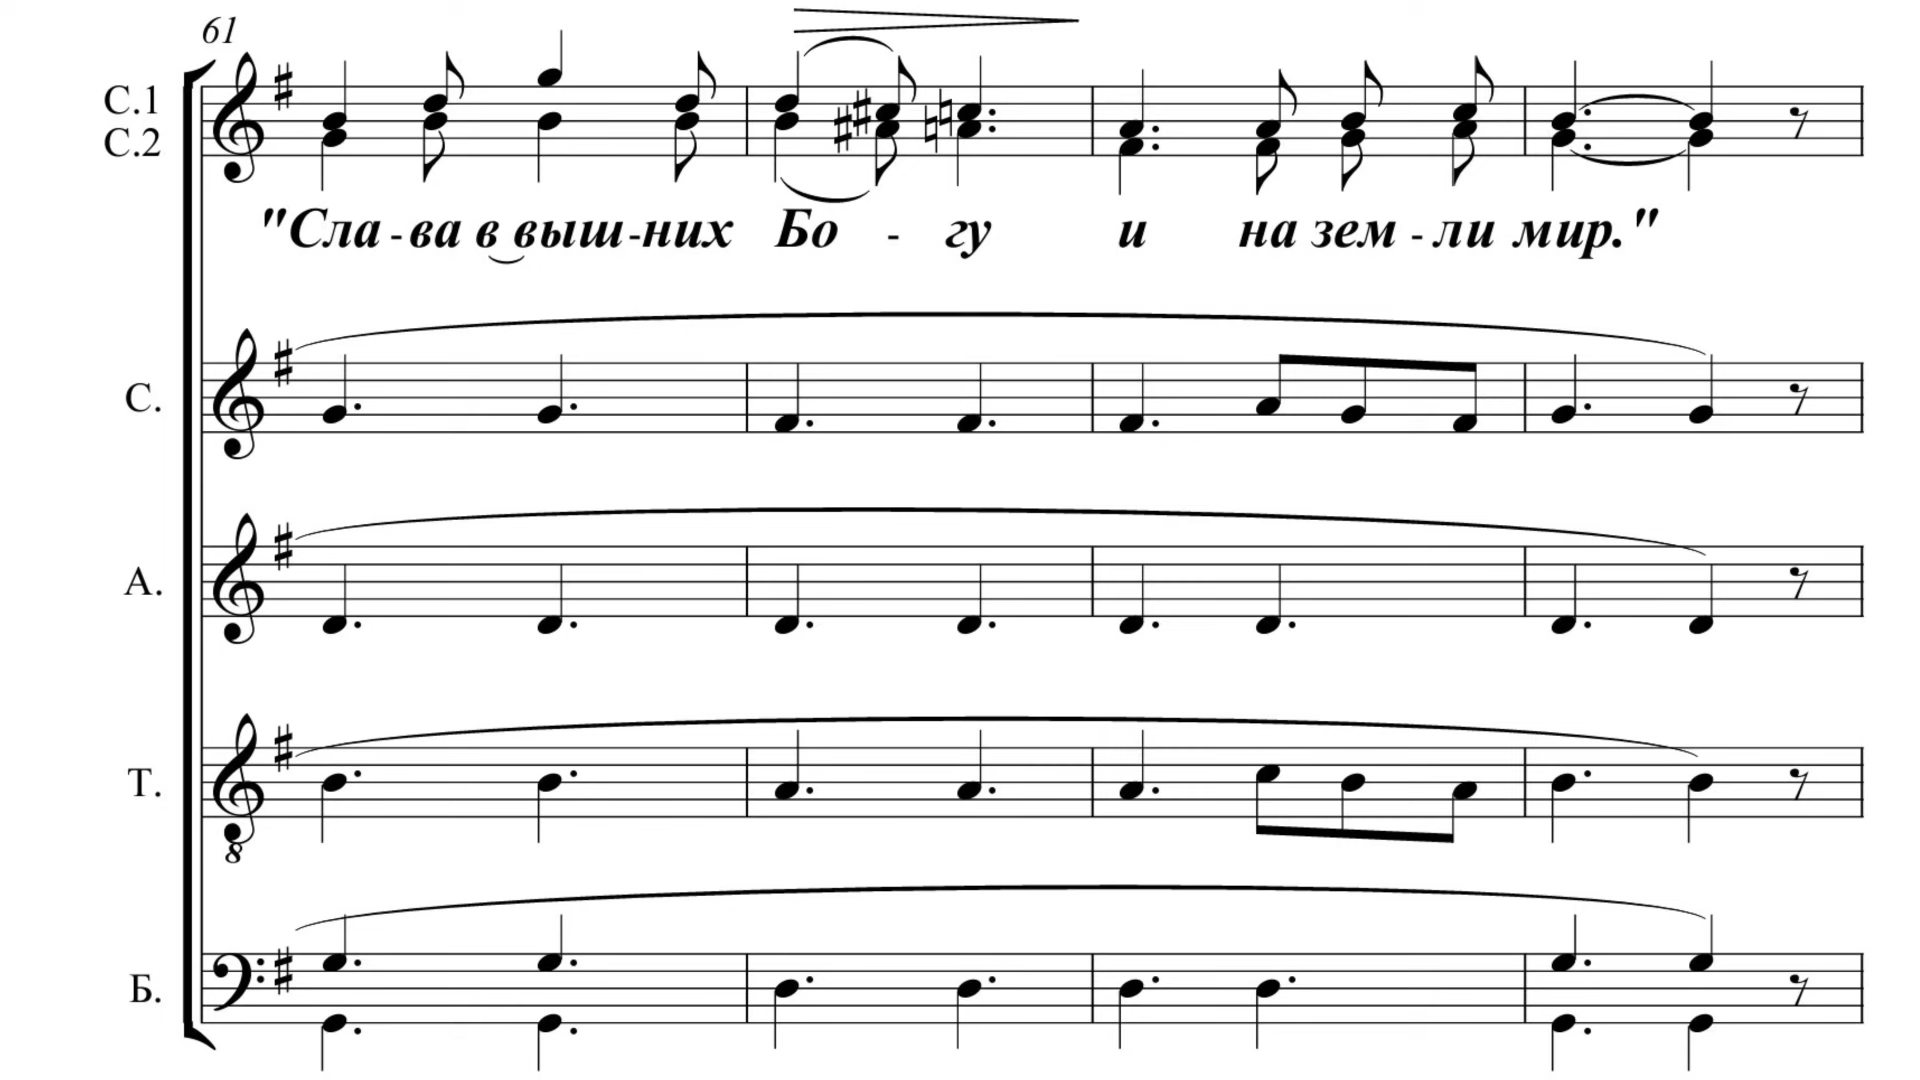 61
С.1
С.2
"Сла-ва в выш-них Бо - гу и на зем - ли мир."
С.
А.
Т.
8
Б.